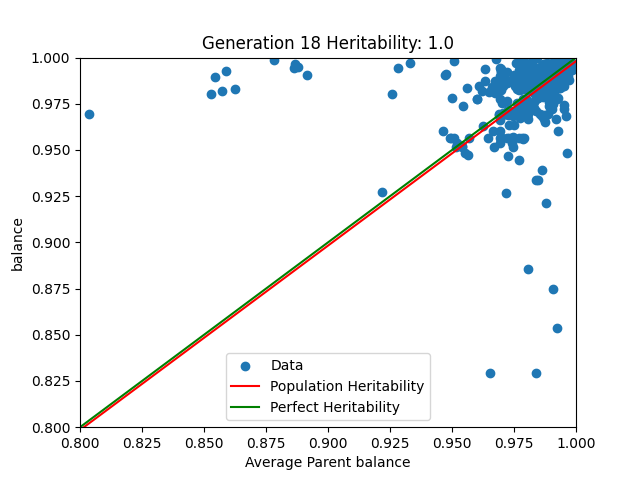 Generation 18 Heritability: 1.0
1.000
0.975
0.950
0.925
0.900
0.875
0.850
0.825
0.800
balance
Data
Population Heritability
Perfect Heritability
0.800 0.825 0.850 0.875 0.900 0.925 0.950 0.975 1.000
Average Parent balance